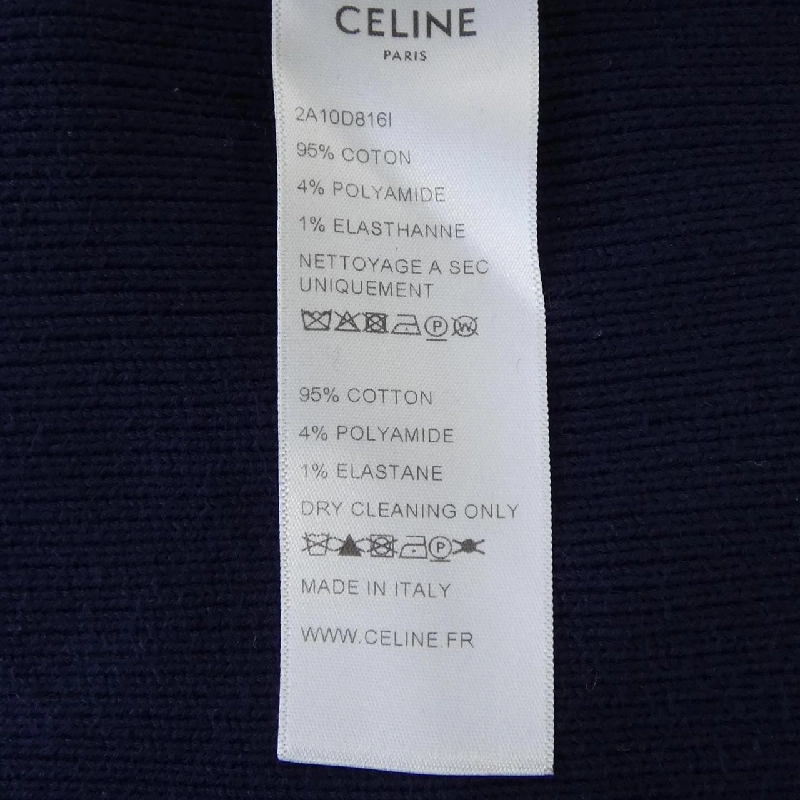 CELINE
PARIS
2A10D816I
95% COTON
4% POLYAMIDE
1% ELASTHANNE
NETTOYAGE A SEC
UNIQUEMENT
P W
95% COTTON
4% POLYAMIDE
1% ELASTANE
DRY CLEANING ONLY
P
MADE IN ITALY
WWW.CELINE.FR